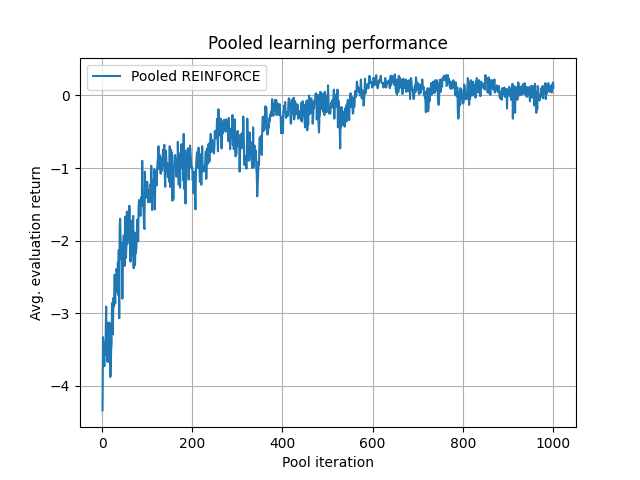 Pooled learning performance
Pooled REINFORCE
0
−1
−2
−3
−4
Avg. evaluation return
0
200
400
600
800
1000
Pool iteration